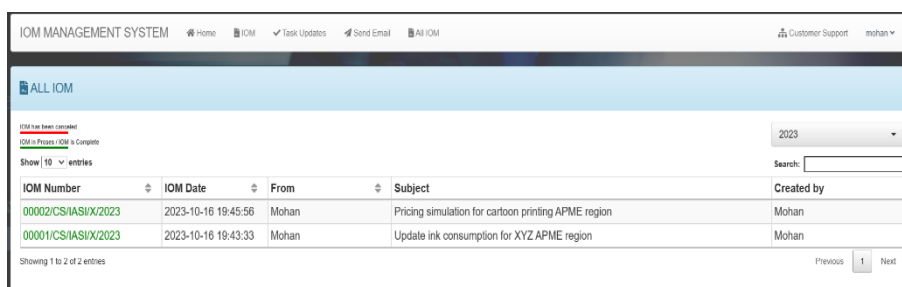 IOM MANAGEMENT SYSTEM Home IOM Task Updates Send Email All IOM Customer Support mohan
ALL IOM
IOM has been canceled
IOM in Proses / IOM is Complete
2023
Show 10 entries Search:
IOM Number IOM Date From Subject Created by
00002/CS/IASI/X/2023 2023-10-16 19:45:56 Mohan Pricing simulation for cartoon printing APME region Mohan
00001/CS/IASI/X/2023 2023-10-16 19:43:33 Mohan Update ink consumption for XYZ APME region Mohan
Showing 1 to 2 of 2 entries Previous 1 Next